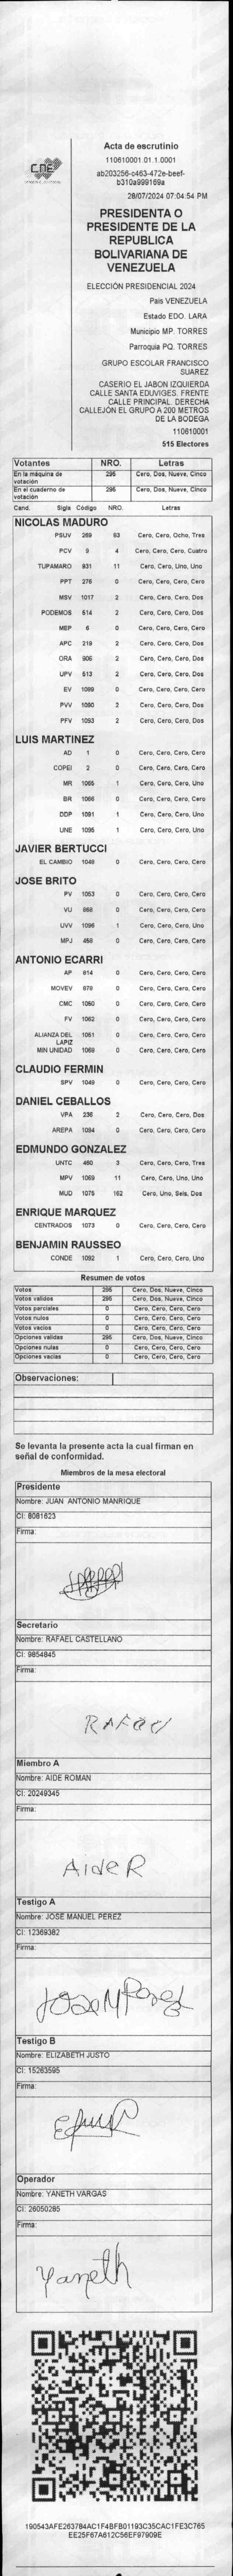 CNE
Acta de escrutinio
110610001.01.1.0001
ab203256-c463-472e-beef-
b310a999169a
28/07/2024 07:04:54 PM
PRESIDENTA O
PRESIDENTE DE LA
REPUBLICA
BOLIVARIANA DE
VENEZUELA
ELECCIÓN PRESIDENCIAL 2024
País VENEZUELA
Estado EDO. LARA
Municipio MP. TORRES
Parroquia PQ. TORRES
GRUPO ESCOLAR FRANCISCO
SUAREZ
CASERIO EL JABON IZQUIERDA
CALLE SANTA EDUVIGES. FRENTE
CALLE PRINCIPAL. DERECHA
CALLEJÓN EL GRUPO A 200 METROS
DE LA BODEGA
110610001
515 Electores
Votantes NRO. Letras
En la máquina de votación 295 Cero, Dos, Nueve, Cinco
En el cuaderno de votación 295 Cero, Dos, Nueve, Cinco
Cand. Sigla Código NRO. Letras
NICOLAS MADURO
PSUV 269 83 Cero, Cero, Ocho, Tres
PCV 9 4 Cero, Cero, Cero, Cuatro
TUPAMARO 931 11 Cero, Cero, Uno, Uno
PPT 276 0 Cero, Cero, Cero, Cero
MSV 1017 2 Cero, Cero, Cero, Dos
PODEMOS 514 2 Cero, Cero, Cero, Dos
MEP 6 0 Cero, Cero, Cero, Cero
APC 219 2 Cero, Cero, Cero, Dos
ORA 906 2 Cero, Cero, Cero, Dos
UPV 513 2 Cero, Cero, Cero, Dos
EV 1089 0 Cero, Cero, Cero, Cero
PVV 1090 2 Cero, Cero, Cero, Dos
PFV 1093 2 Cero, Cero, Cero, Dos
LUIS MARTINEZ
AD 1 0 Cero, Cero, Cero, Cero
COPEI 2 0 Cero, Cero, Cero, Cero
MR 1065 1 Cero, Cero, Cero, Uno
BR 1066 0 Cero, Cero, Cero, Cero
DDP 1091 1 Cero, Cero, Cero, Uno
UNE 1095 1 Cero, Cero, Cero, Uno
JAVIER BERTUCCI
EL CAMBIO 1048 0 Cero, Cero, Cero, Cero
JOSE BRITO
PV 1053 0 Cero, Cero, Cero, Cero
VU 868 0 Cero, Cero, Cero, Cero
UVV 1096 1 Cero, Cero, Cero, Uno
MPJ 458 0 Cero, Cero, Cero, Cero
ANTONIO ECARRI
AP 814 0 Cero, Cero, Cero, Cero
MOVEV 878 0 Cero, Cero, Cero, Cero
CMC 1050 0 Cero, Cero, Cero, Cero
FV 1062 0 Cero, Cero, Cero, Cero
ALIANZA DEL LAPIZ 1051 0 Cero, Cero, Cero, Cero
MIN UNIDAD 1068 0 Cero, Cero, Cero, Cero
CLAUDIO FERMIN
SPV 1049 0 Cero, Cero, Cero, Cero
DANIEL CEBALLOS
VPA 236 2 Cero, Cero, Cero, Dos
AREPA 1094 0 Cero, Cero, Cero, Cero
EDMUNDO GONZALEZ
UNTC 460 3 Cero, Cero, Cero, Tres
MPV 1069 11 Cero, Cero, Uno, Uno
MUD 1075 162 Cero, Uno, Seis, Dos
ENRIQUE MARQUEZ
CENTRADOS 1073 0 Cero, Cero, Cero, Cero
BENJAMIN RAUSSEO
CONDE 1092 1 Cero, Cero, Cero, Uno
Resumen de votos
Votos 295 Cero, Dos, Nueve, Cinco
Votos validos 295 Cero, Dos, Nueve, Cinco
Votos parciales 0 Cero, Cero, Cero, Cero
Votos nulos 0 Cero, Cero, Cero, Cero
Votos vacios 0 Cero, Cero, Cero, Cero
Opciones validas 295 Cero, Dos, Nueve, Cinco
Opciones nulas 0 Cero, Cero, Cero, Cero
Opciones vacias 0 Cero, Cero, Cero, Cero
Observaciones:
Se levanta la presente acta la cual firman en
señal de conformidad.
Miembros de la mesa electoral
Presidente
Nombre: JUAN ANTONIO MANRIQUE
CI: 8081623
Firma:
Secretario
Nombre: RAFAEL CASTELLANO
CI: 9854845
Firma:
Rafael
Miembro A
Nombre: AIDE ROMAN
CI: 20249345
Firma:
Aide R
Testigo A
Nombre: JOSE MANUEL PEREZ
CI: 12369382
Firma:
Jose M Perez
Testigo B
Nombre: ELIZABETH JUSTO
CI: 15263595
Firma:
Operador
Nombre: YANETH VARGAS
CI: 26050285
Firma:
Yaneth
190543AFE263784AC1F4BFB01193C35CAC1FE3C765
EE25F67A612C56EF97909E